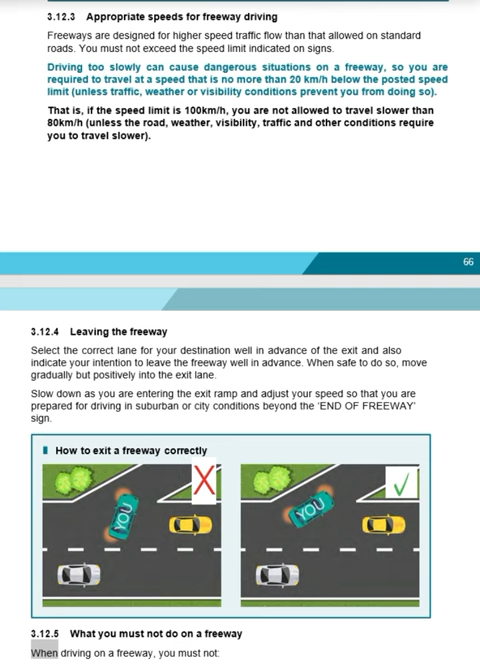 3.12.3 Appropriate speeds for freeway driving
Freeways are designed for higher speed traffic flow than that allowed on standard
roads. You must not exceed the speed limit indicated on signs.
Driving too slowly can cause dangerous situations on a freeway, so you are
required to travel at a speed that is no more than 20 km/h below the posted speed
limit (unless traffic, weather or visibility conditions prevent you from doing so).
That is, if the speed limit is 100km/h, you are not allowed to travel slower than
80km/h (unless the road, weather, visibility, traffic and other conditions require
you to travel slower).
66
3.12.4 Leaving the freeway
Select the correct lane for your destination well in advance of the exit and also
indicate your intention to leave the freeway well in advance. When safe to do so, move
gradually but positively into the exit lane.
Slow down as you are entering the exit ramp and adjust your speed so that you are
prepared for driving in suburban or city conditions beyond the 'END OF FREEWAY'
sign.
How to exit a freeway correctly
YOU
YOU
3.12.5 What you must not do on a freeway
When driving on a freeway, you must not: